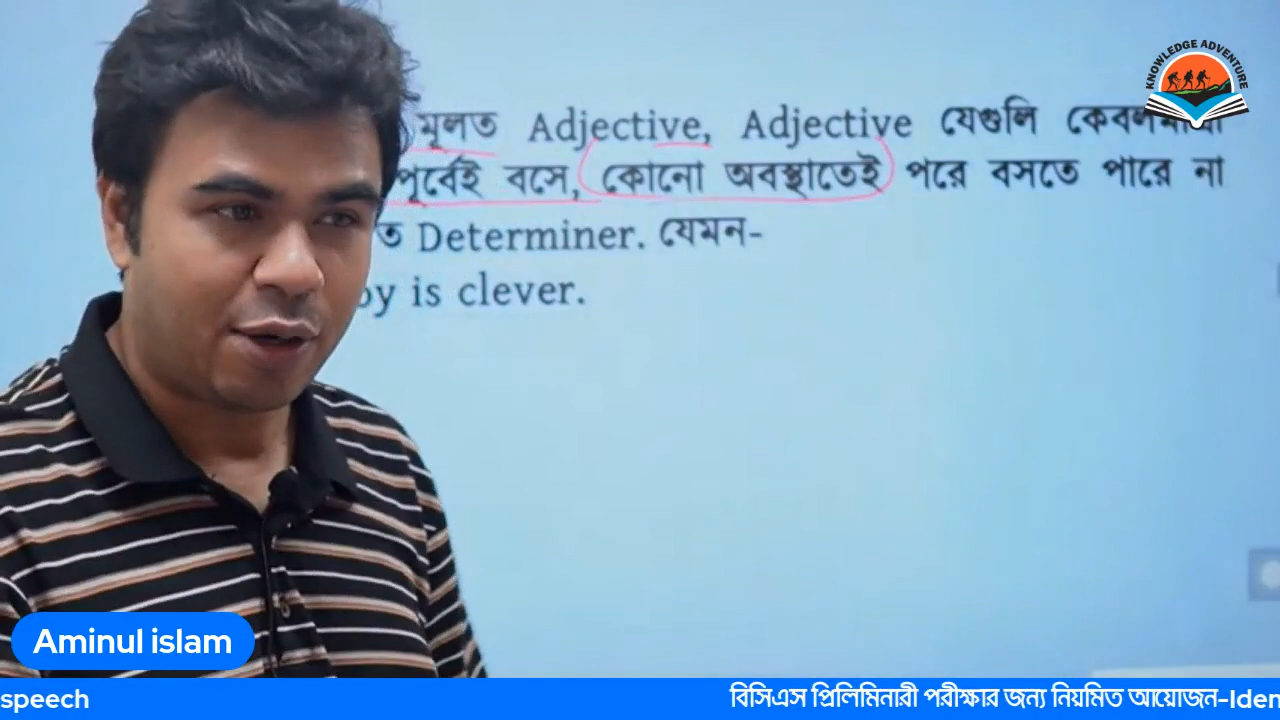 KNOWLEDGE ADVENTURE
মূলত Adjective, Adjective যেগুলি
পূর্বেই বসে, কোনো অবস্থাতেই পরে বসতে পারে না
Determiner. যেমন-
is clever.
Aminul islam
speech
বিসিএস প্রিলিমিনারী পরীক্ষার জন্য নিয়মিত আয়োজন-Iden